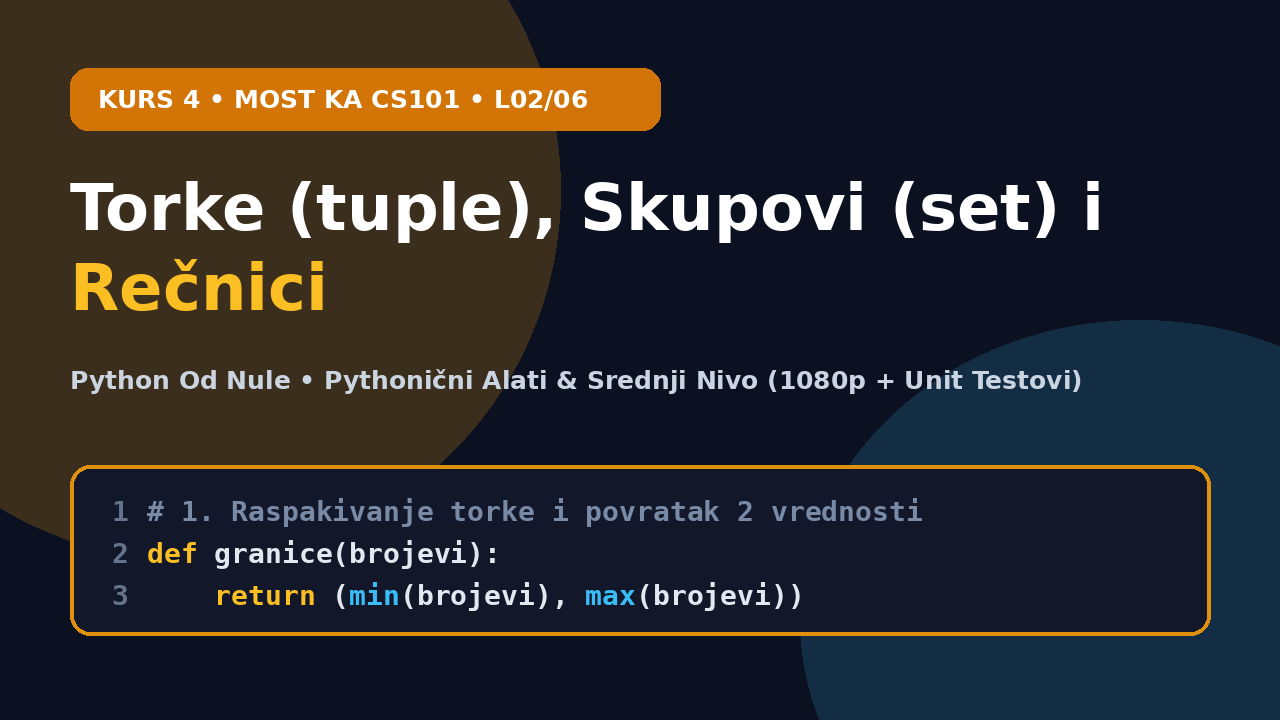 KURS 4 • MOST KA CS101 • L02/06
Torke (tuple), Skupovi (set) i
Rečnici
Python Od Nule • Pythonični Alati & Srednji Nivo (1080p + Unit Testovi)
1 # 1. Raspakivanje torke i povratak 2 vrednosti
2 def granice(brojevi):
3     return (min(brojevi), max(brojevi))